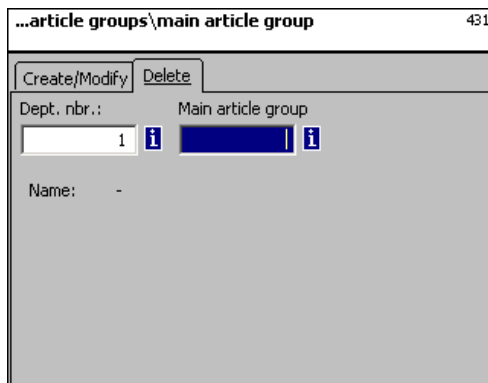 ...article groups\main article group 431
Create/Modify Delete
Dept. nbr.: Main article group
1 i i
Name: -